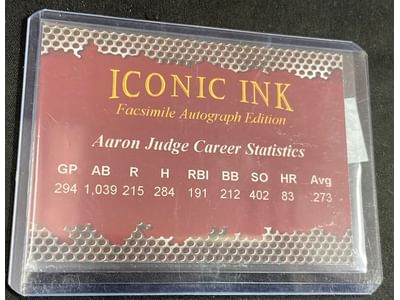 ICONIC INK
Facsimile Autograph Edition
Aaron Judge Career Statistics
GP AB R H RBI BB SO HR Avg
294 1,039 215 284 191 212 402 83 .273